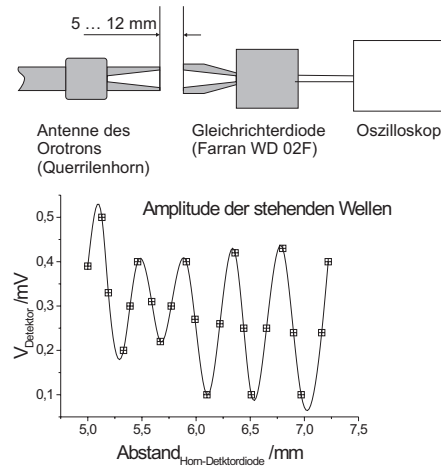 5 ... 12 mm
Antenne des
Orotrons
(Querrilenhorn)
Gleichrichterdiode
(Farran WD 02F)
Oszilloskop
Amplitude der stehenden Wellen
V_Detektor /mV
0,5
0,4
0,3
0,2
0,1
5,0 5,5 6,0 6,5 7,0 7,5
Abstand_Horn-Detktordiode /mm